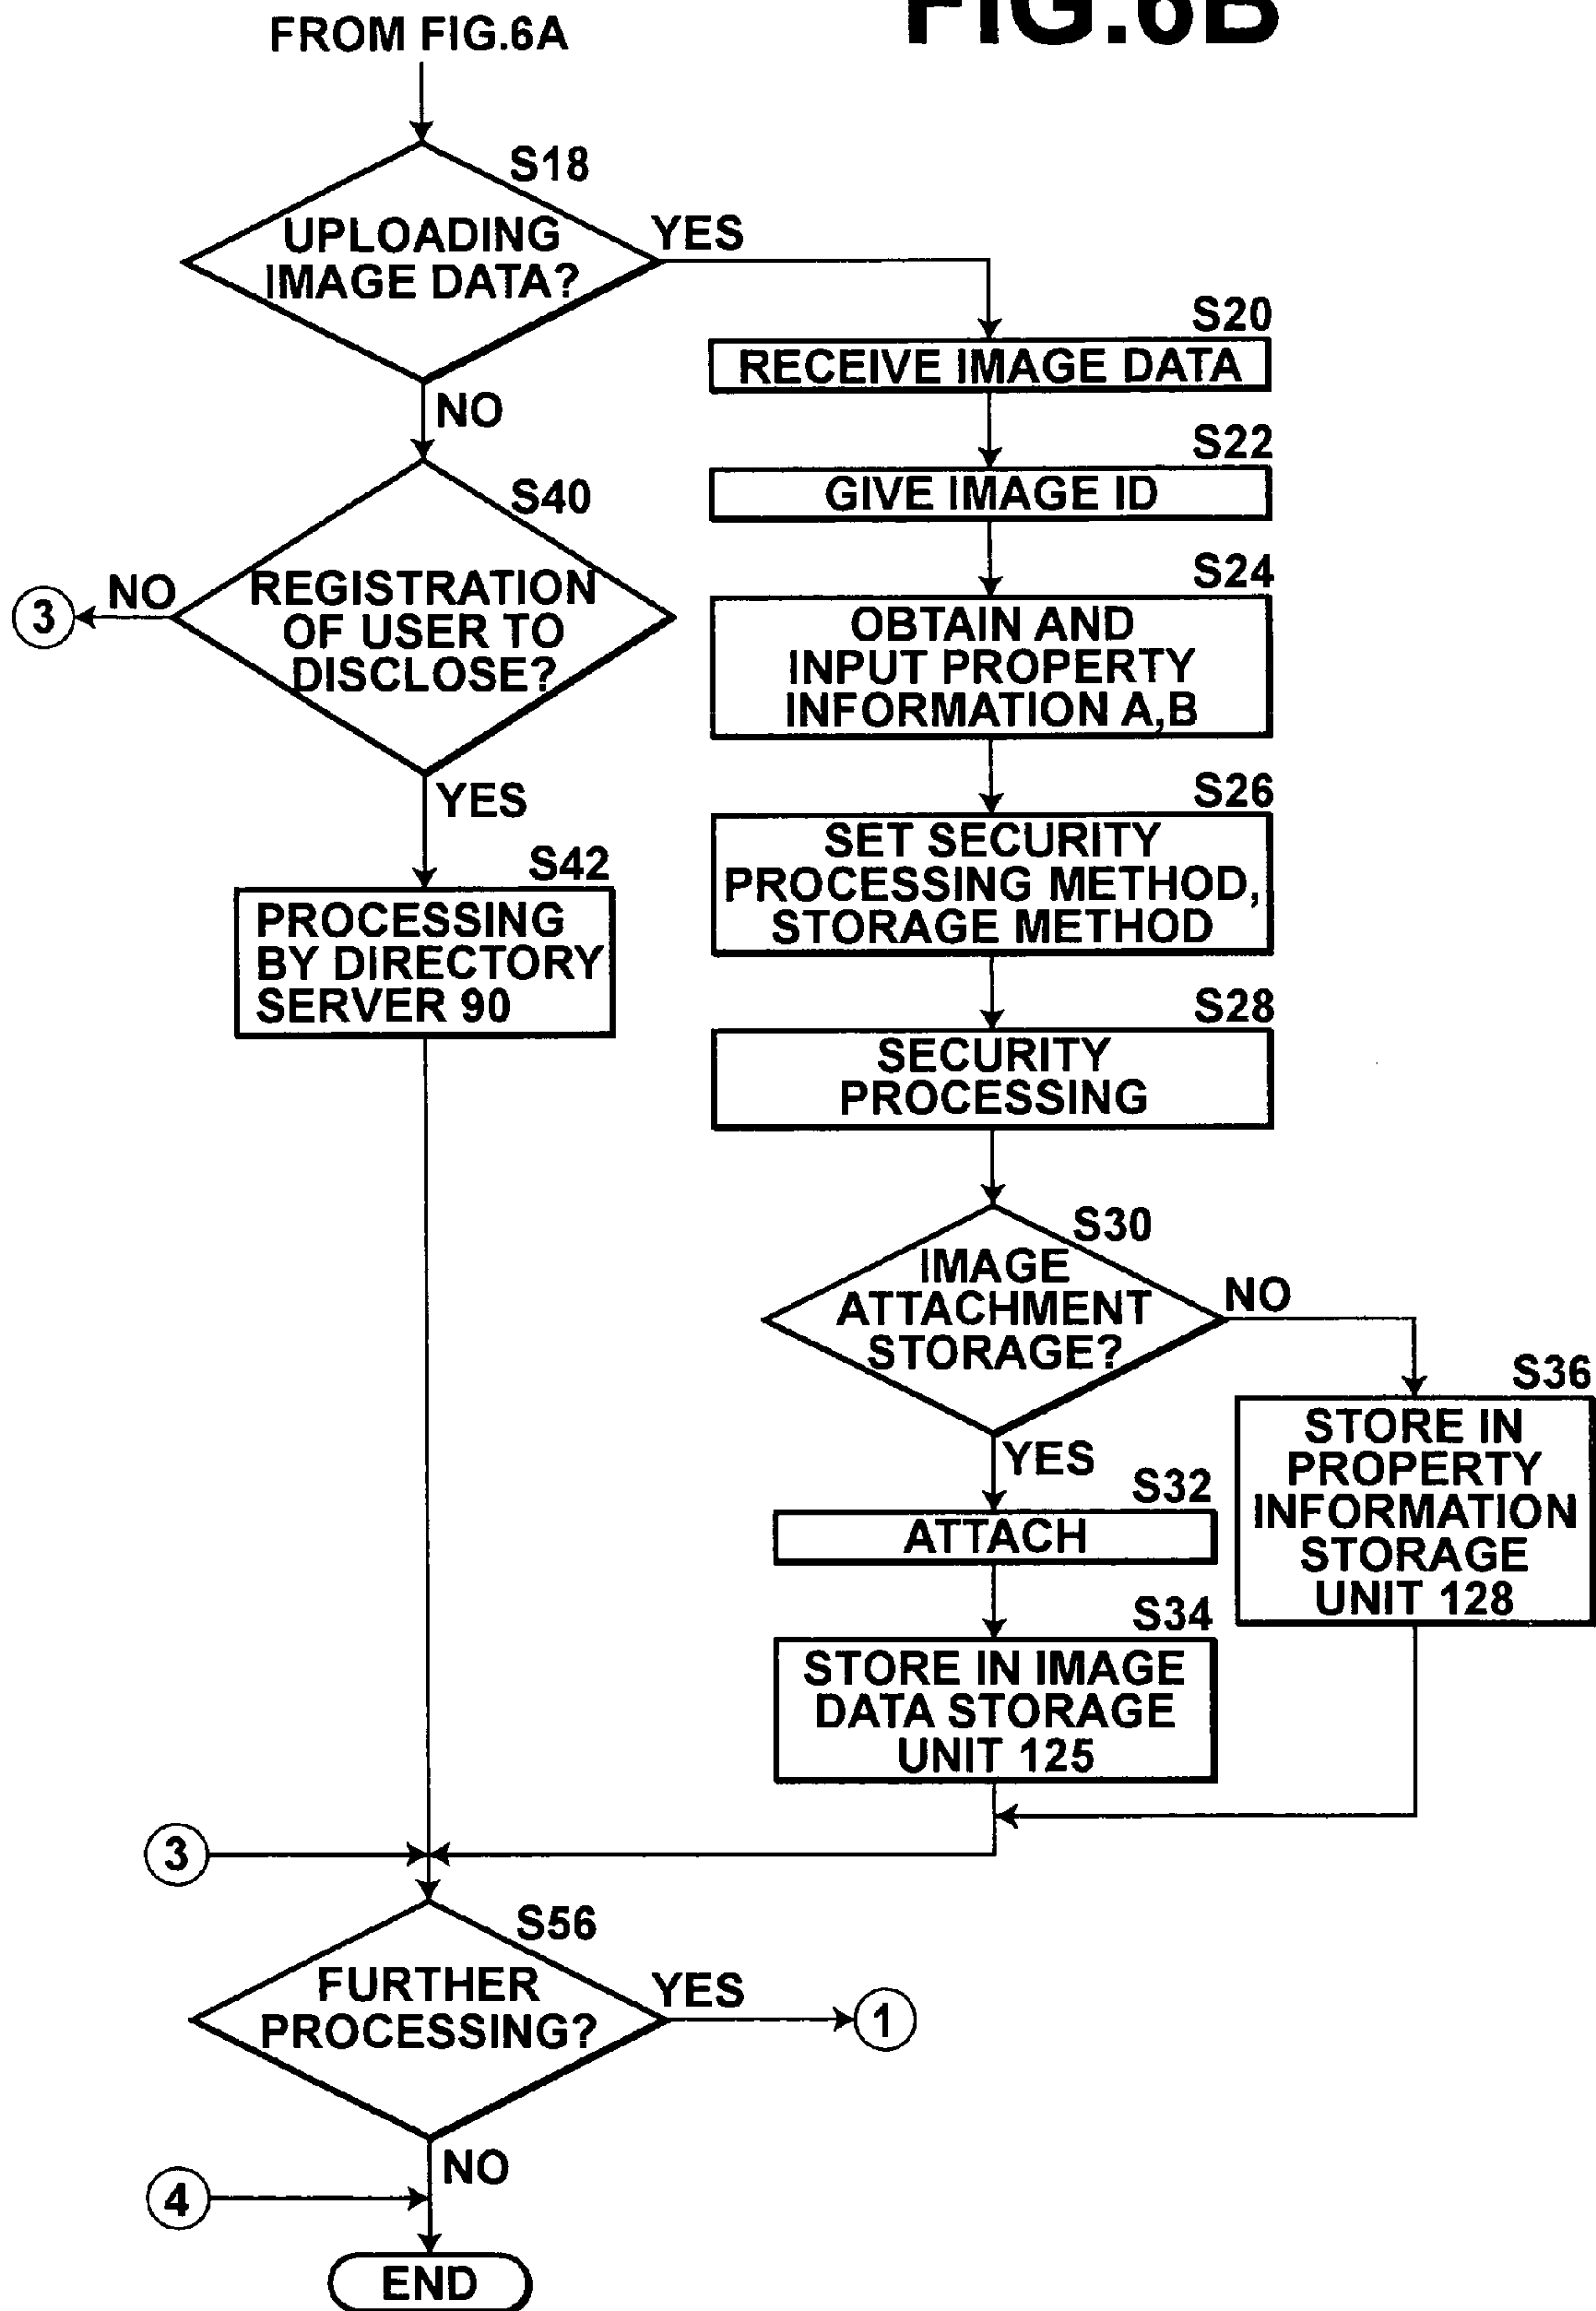 FIG.6B
FROM FIG.6A
S18
UPLOADING
IMAGE DATA?
YES
NO
S20
RECEIVE IMAGE DATA
S22
GIVE IMAGE ID
S24
OBTAIN AND
INPUT PROPERTY
INFORMATION A,B
S26
SET SECURITY
PROCESSING METHOD,
STORAGE METHOD
S28
SECURITY
PROCESSING
S30
IMAGE
ATTACHMENT
STORAGE?
NO
YES
S32
ATTACH
S34
STORE IN IMAGE
DATA STORAGE
UNIT 125
S36
STORE IN
PROPERTY
INFORMATION
STORAGE
UNIT 128
S40
REGISTRATION
OF USER TO
DISCLOSE?
NO
3
YES
S42
PROCESSING
BY DIRECTORY
SERVER 90
3
S56
FURTHER
PROCESSING?
YES
1
NO
4
END